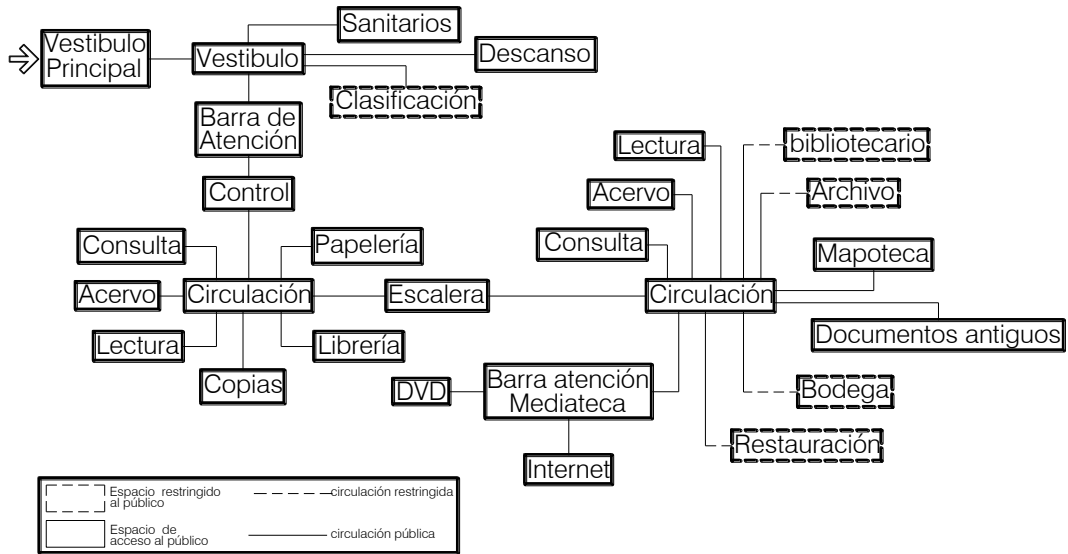 Sanitarios
Vestibulo
Principal
Vestibulo
Descanso
Clasificación
Barra de
Atención
Control
Consulta
Papelería
Acervo
Circulación
Escalera
Lectura
Librería
Copias
Lectura
bibliotecario
Acervo
Archivo
Consulta
Mapoteca
Circulación
Documentos antiguos
Barra atención
Mediateca
DVD
Internet
Bodega
Restauración
Espacio restringido
al público
circulación restringida
Espacio de
acceso al público
circulación pública